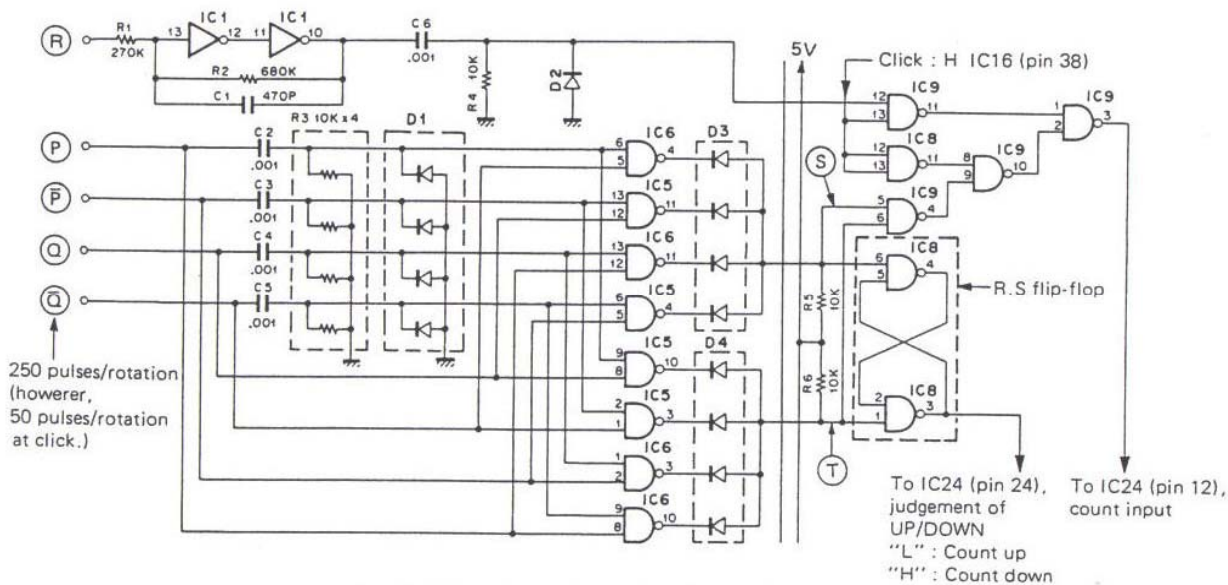 R
R1
270K
13
IC1
12
11
IC1
10
R2
680K
C1
470P
C6
.001
R4 10K
D2
5V
Click : H IC16 (pin 38)
12
13
IC9
11
12
13
IC8
11
8
9
IC9
10
1
2
IC9
3
P
P̅
Q
Q̅
C2
.001
C3
.001
C4
.001
C5
.001
R3 10K x4
D1
6
5
IC6
4
13
12
IC5
11
13
12
IC6
11
6
5
IC5
4
9
8
IC5
10
2
1
IC5
3
1
2
IC6
3
9
8
IC6
10
D3
D4
S
5
6
IC9
4
R5
10K
R6
10K
T
6
5
IC8
4
2
1
IC8
3
R.S flip-flop
250 pulses/rotation
(howerer,
50 pulses/rotation
at click.)
To IC24 (pin 24),
judgement of
UP/DOWN
"L" : Count up
"H" : Count down
To IC24 (pin 12),
count input